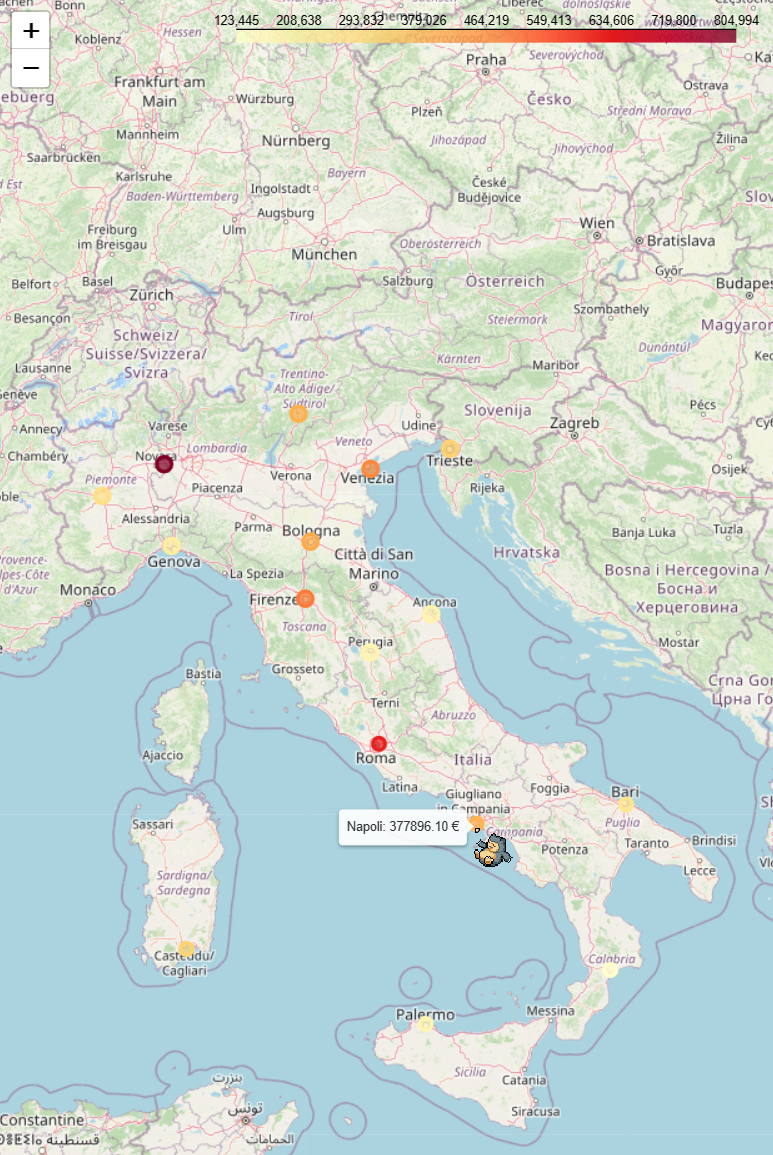 Bonn
Chemnitz
Liberec
dolnośląskie
123,445 208,638 293,832 379,026 464,219 549,413 634,606 719,800 804,994
+
−
Koblenz
Hessen
Severozápad
Severovýchod
Praha
Frankfurt am
Main
Würzburg
Česko
Ostrava
Plzeň
Střední Morava
Mannheim
Nürnberg
Jihozápad
Jihovýchod
Žilina
Saarbrücken
Karlsruhe
Bayern
České
Budějovice
Baden-Württemberg
Ingolstadt
Augsburg
Freiburg
im Breisgau
Ulm
Wien
Bratislava
Oberösterreich
München
Győr
Belfort
Basel
Salzburg
Österreich
Zürich
Szombathely
Besançon
Tirol
Steiermark
Schweiz/
Suisse/Svizzera/
Svizra
Dunántúl
Kärnten
Maribor
Lausanne
Trentino-
Alto Adige/
Südtirol
Slovenija
Pécs
Annecy
Varese
Udine
Zagreb
Chambéry
Novara
Lombardia
Veneto
Trieste
Osijek
Piemonte
Piacenza
Verona
Venezia
Rijeka
Alessandria
Parma
Bologna
Banja Luka
Tuzla
Genova
Hrvatska
Città di San
Marino
La Spezia
Bosna i Hercegovina /
Босна и
Херцеговина
Monaco
Firenze
Ancona
Toscana
Perugia
Mostar
Grosseto
Bastia
Terni
Abruzzo
Ajaccio
Roma
Italia
Latina
Giugliano
in Campania
Foggia
Bari
Sassari
Napoli: 377896.10 €
Campania
Puglia
Potenza
Taranto
Brindisi
Lecce
Sardigna/
Sardegna
Casteddu/
Cagliari
Calabria
Palermo
Messina
Sicilia
Catania
Siracusa
بنزرت
تونس
Constantine
قسنطينة
الحمامات